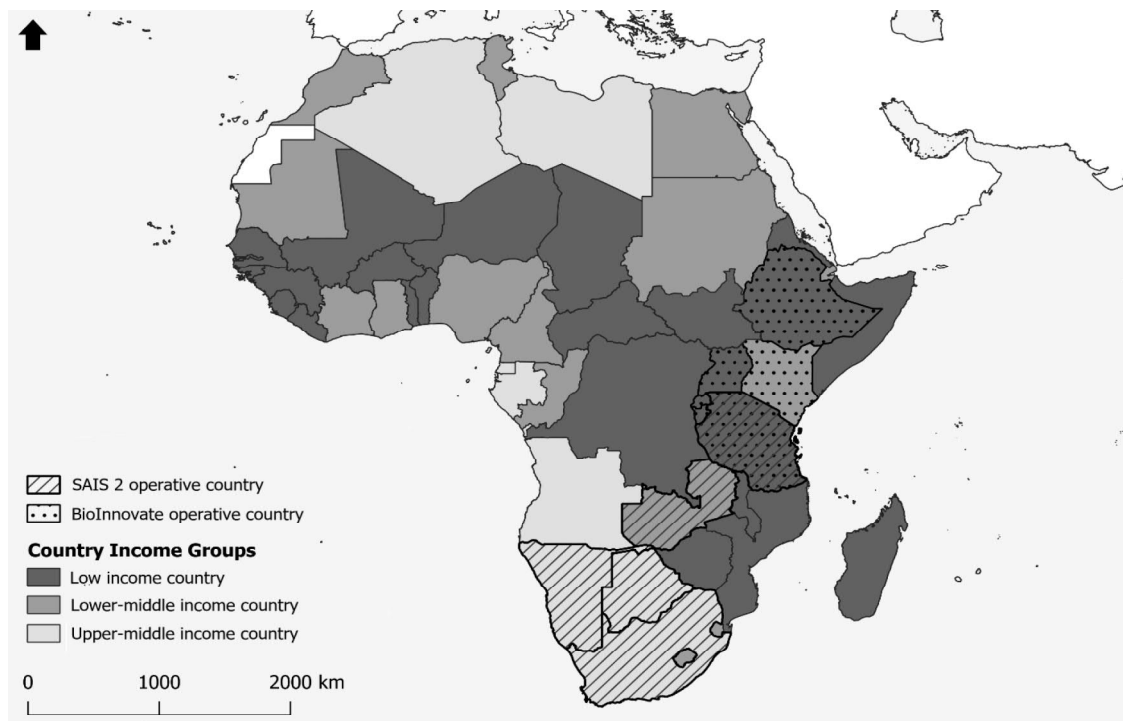 SAIS 2 operative country
BioInnovate operative country
Country Income Groups
Low income country
Lower-middle income country
Upper-middle income country
0 1000 2000 km